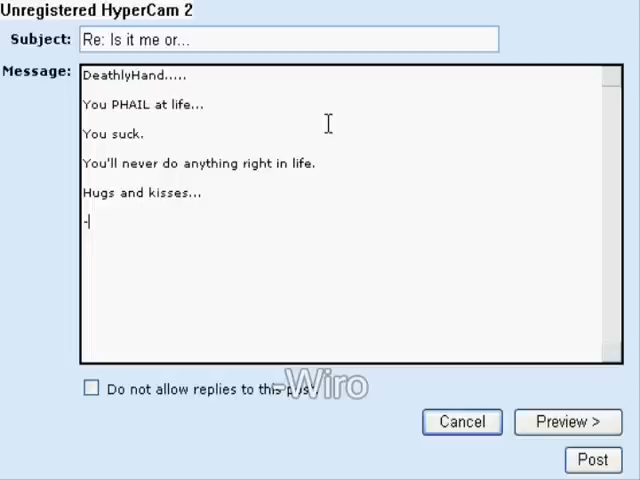 Unregistered HyperCam 2
Subject: Re: Is it me or...
Message:
DeathlyHand.....
You PHAIL at life...
You suck.
You'll never do anything right in life.
Hugs and kisses...
-
Do not allow replies to this post.
-Wiro
Cancel Preview >
Post